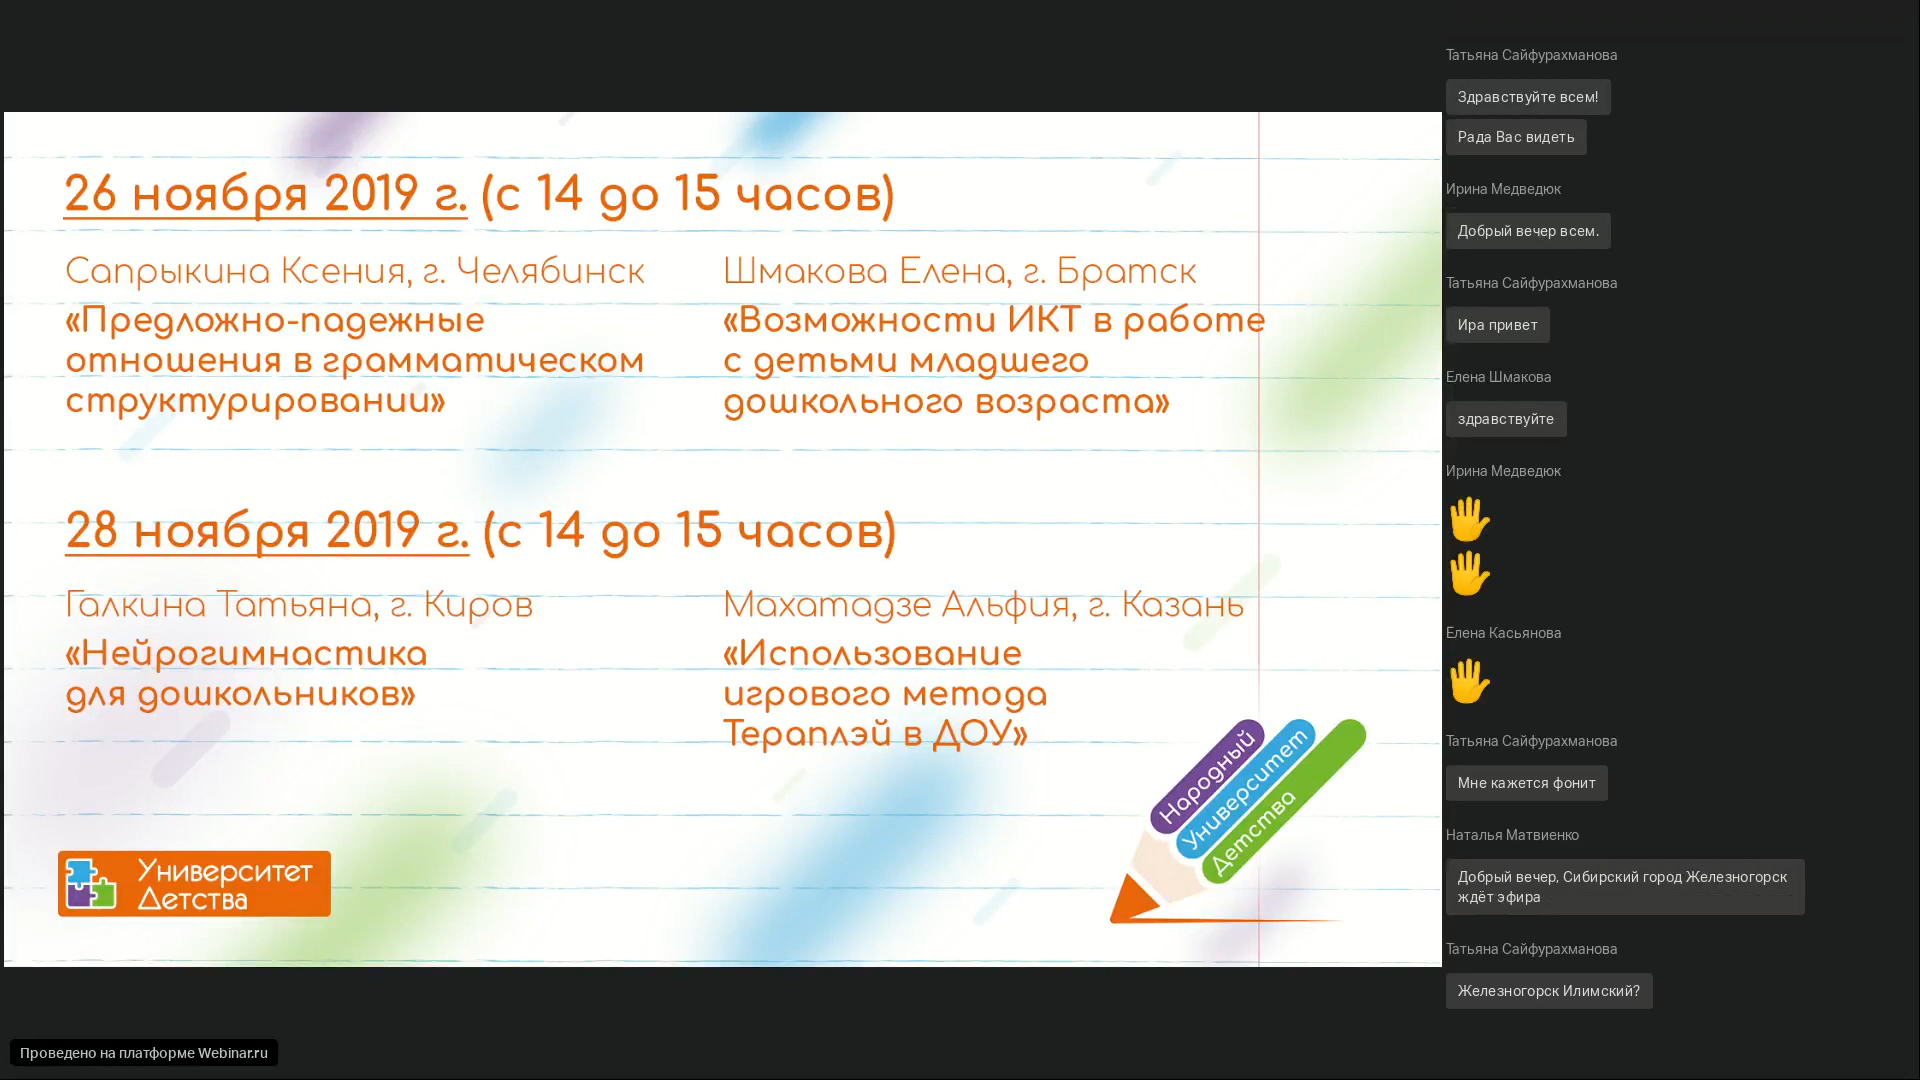 26 ноября 2019 г. (с 14 до 15 часов)
Сапрыкина Ксения, г. Челябинск
«Предложно-падежные
отношения в грамматическом
структурировании»
Шмакова Елена, г. Братск
«Возможности ИКТ в работе
с детьми младшего
дошкольного возраста»
28 ноября 2019 г. (с 14 до 15 часов)
Галкина Татьяна, г. Киров
«Нейрогимнастика
для дошкольников»
Махатадзе Альфия, г. Казань
«Использование
игрового метода
Тераплэй в ДОУ»
Народный
Университет
Детства
Университет
Детства
Проведено на платформе Webinar.ru
Татьяна Сайфурахманова
Здравствуйте всем!
Рада Вас видеть
Ирина Медведюк
Добрый вечер всем.
Татьяна Сайфурахманова
Ира привет
Елена Шмакова
здравствуйте
Ирина Медведюк
Елена Касьянова
Татьяна Сайфурахманова
Мне кажется фонит
Наталья Матвиенко
Добрый вечер, Сибирский город Железногорск
ждёт эфира
Татьяна Сайфурахманова
Железногорск Илимский?